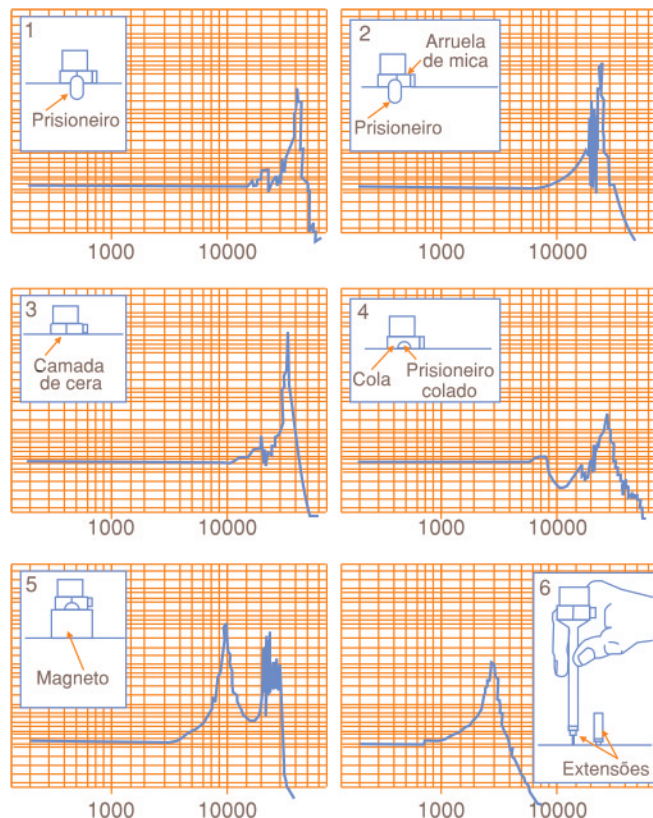 1
Prisioneiro
1000 10000
2
Arruela
de mica
Prisioneiro
1000 10000
3
Camada
de cera
1000 10000
4
Cola
Prisioneiro
colado
1000 10000
5
Magneto
1000 10000
6
Extensões
1000 10000